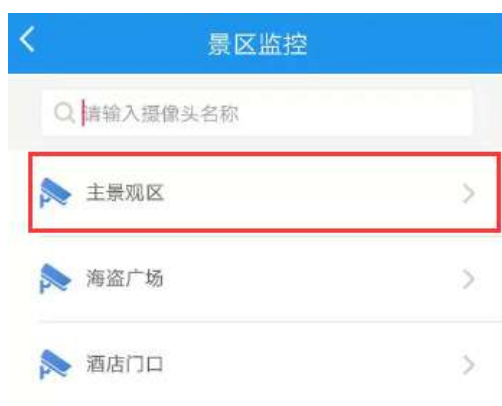 景区监控
请输入摄像头名称
主景观区
海盗广场
酒店门口